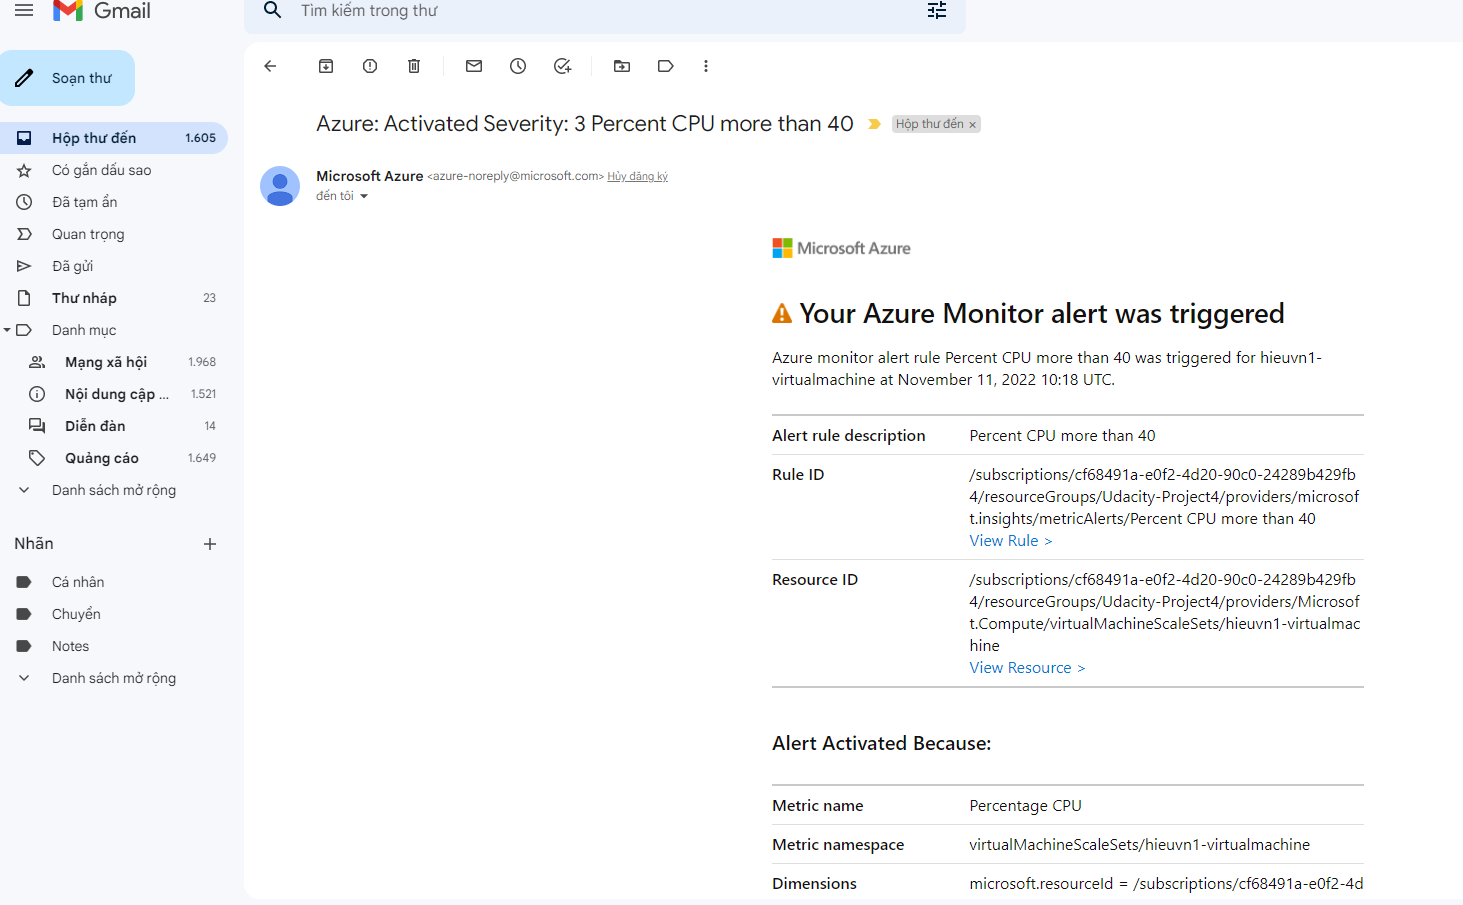 Gmail
Tìm kiếm trong thư
Soạn thư
Hộp thư đến 1.605
Có gắn dấu sao
Đã tạm ẩn
Quan trọng
Đã gửi
Thư nháp 23
Danh mục
Mạng xã hội 1.968
Nội dung cập ... 1.521
Diễn đàn 14
Quảng cáo 1.649
Danh sách mở rộng
Nhãn
Cá nhân
Chuyển
Notes
Danh sách mở rộng
Azure: Activated Severity: 3 Percent CPU more than 40 Hộp thư đến ×
Microsoft Azure <azure-noreply@microsoft.com> Hủy đăng ký
đến tôi
Microsoft Azure
Your Azure Monitor alert was triggered
Azure monitor alert rule Percent CPU more than 40 was triggered for hieuvn1-
virtualmachine at November 11, 2022 10:18 UTC.
Alert rule description Percent CPU more than 40
Rule ID /subscriptions/cf68491a-e0f2-4d20-90c0-24289b429fb
4/resourceGroups/Udacity-Project4/providers/microsof
t.insights/metricAlerts/Percent CPU more than 40
View Rule >
Resource ID /subscriptions/cf68491a-e0f2-4d20-90c0-24289b429fb
4/resourceGroups/Udacity-Project4/providers/Microsof
t.Compute/virtualMachineScaleSets/hieuvn1-virtualmac
hine
View Resource >
Alert Activated Because:
Metric name Percentage CPU
Metric namespace virtualMachineScaleSets/hieuvn1-virtualmachine
Dimensions microsoft.resourceId = /subscriptions/cf68491a-e0f2-4d